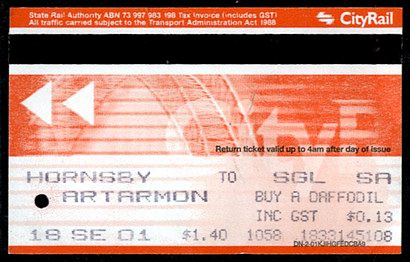 State Rail Authority ABN 73 997 983 198 Tax Invoice (includes GST)
All traffic carried subject to the Transport Administration Act 1988
CityRail
Return ticket valid up to 4am after day of issue
HORNSBY TO SGL SA
ARTARMON BUY A DAFFODIL
INC GST $0.13
18 SE 01 $1.40 1058 1833145108